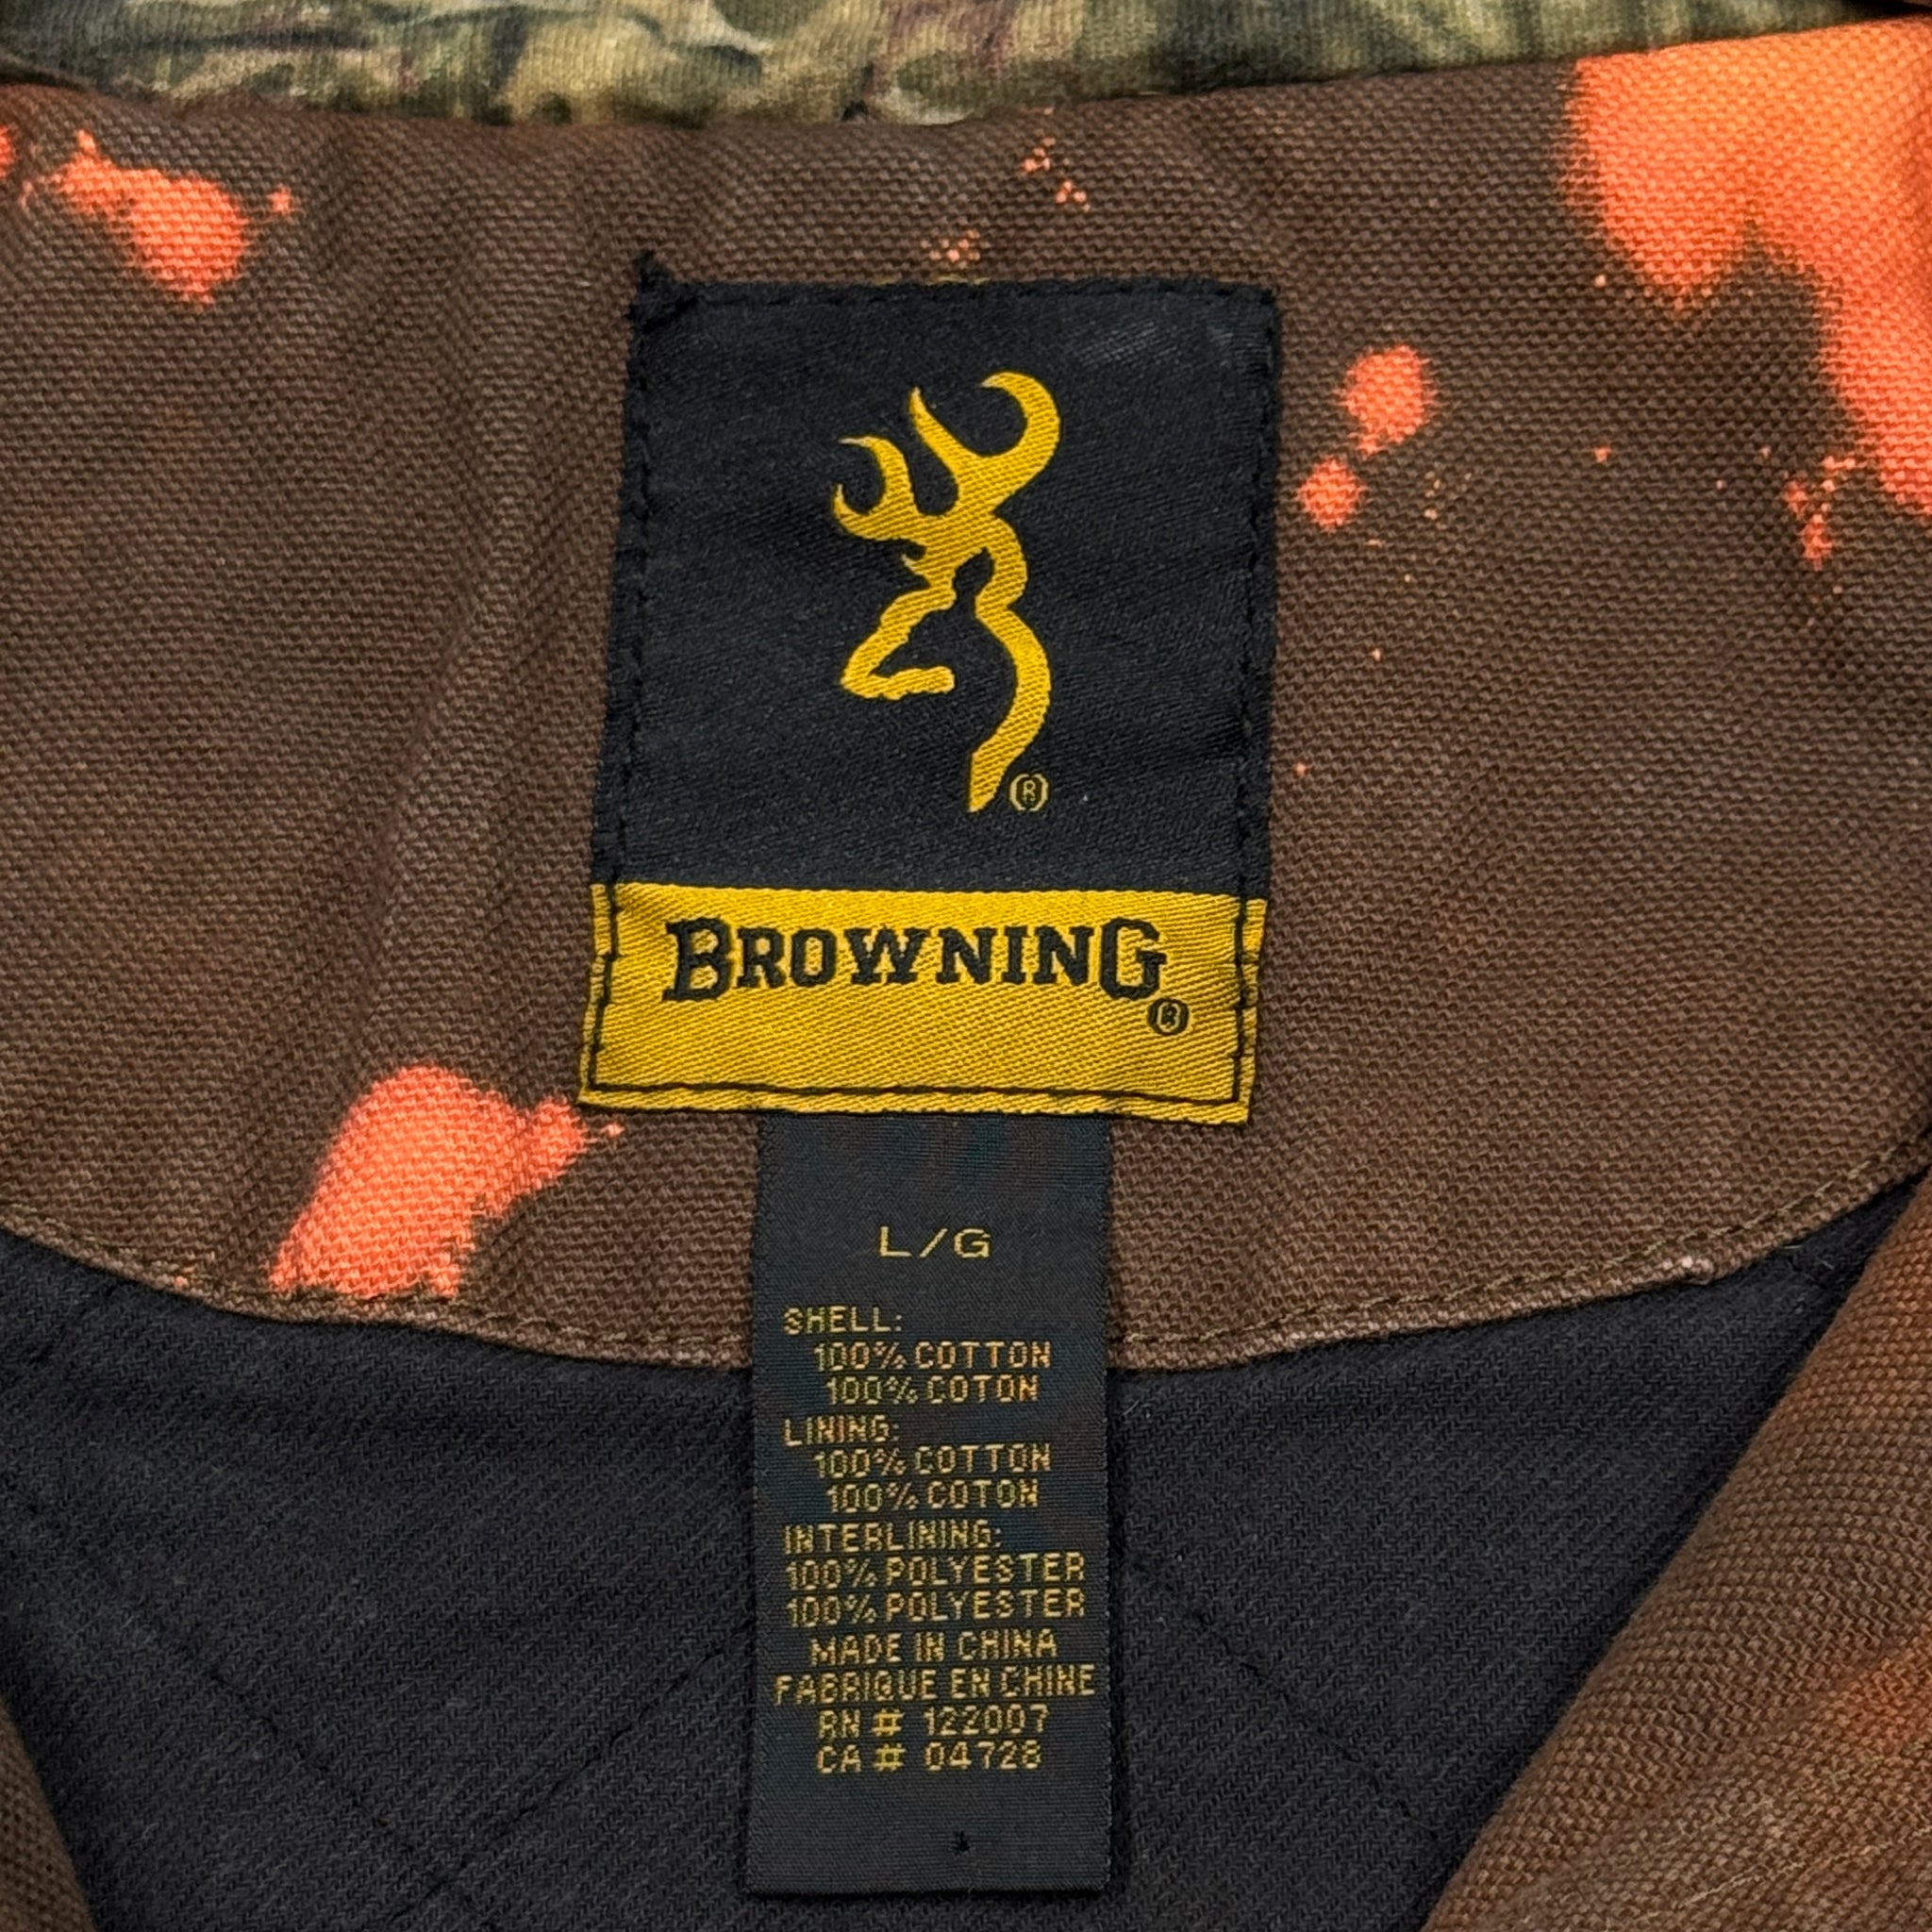 ®
BROWNING
®
L/G
SHELL:
100% COTTON
100% COTON
LINING:
100% COTTON
100% COTON
INTERLINING:
100% POLYESTER
100% POLYESTER
MADE IN CHINA
FABRIQUE EN CHINE
RN # 122007
CA # 04728